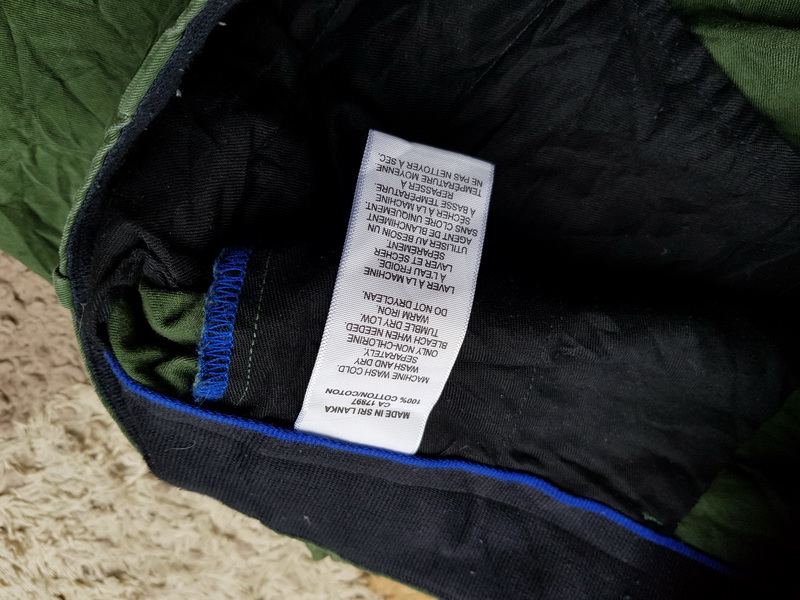 MADE IN SRI LANKA
CA 17897
100% COTTON/COTON
MACHINE WASH COLD.
WASH AND DRY
SEPARATELY.
ONLY NON-CHLORINE
BLEACH WHEN NEEDED.
TUMBLE DRY LOW.
WARM IRON.
DO NOT DRYCLEAN.
LAVER À LA MACHINE
À L'EAU FROIDE.
LAVER ET SÉCHER
SÉPARÉMENT.
UTILISER AU BESOIN UN
AGENT DE BLANCHIMENT
SANS CLORE UNIQUEMENT.
SÉCHER À LA MACHINE
À BASSE TEMPÉRATURE.
REPASSER À
TEMPÉRATURE MOYENNE
NE PAS NETTOYER À SEC.